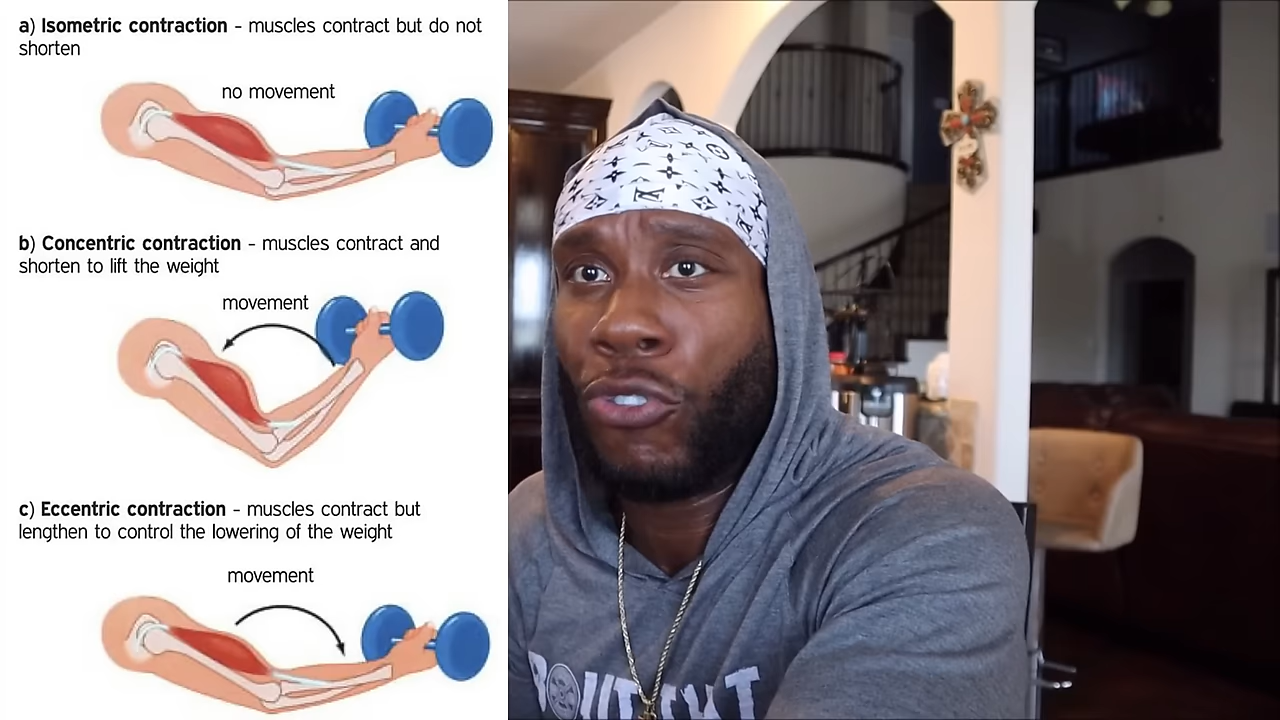 a) Isometric contraction - muscles contract but do not
shorten
no movement
b) Concentric contraction - muscles contract and
shorten to lift the weight
movement
c) Eccentric contraction - muscles contract but
lengthen to control the lowering of the weight
movement